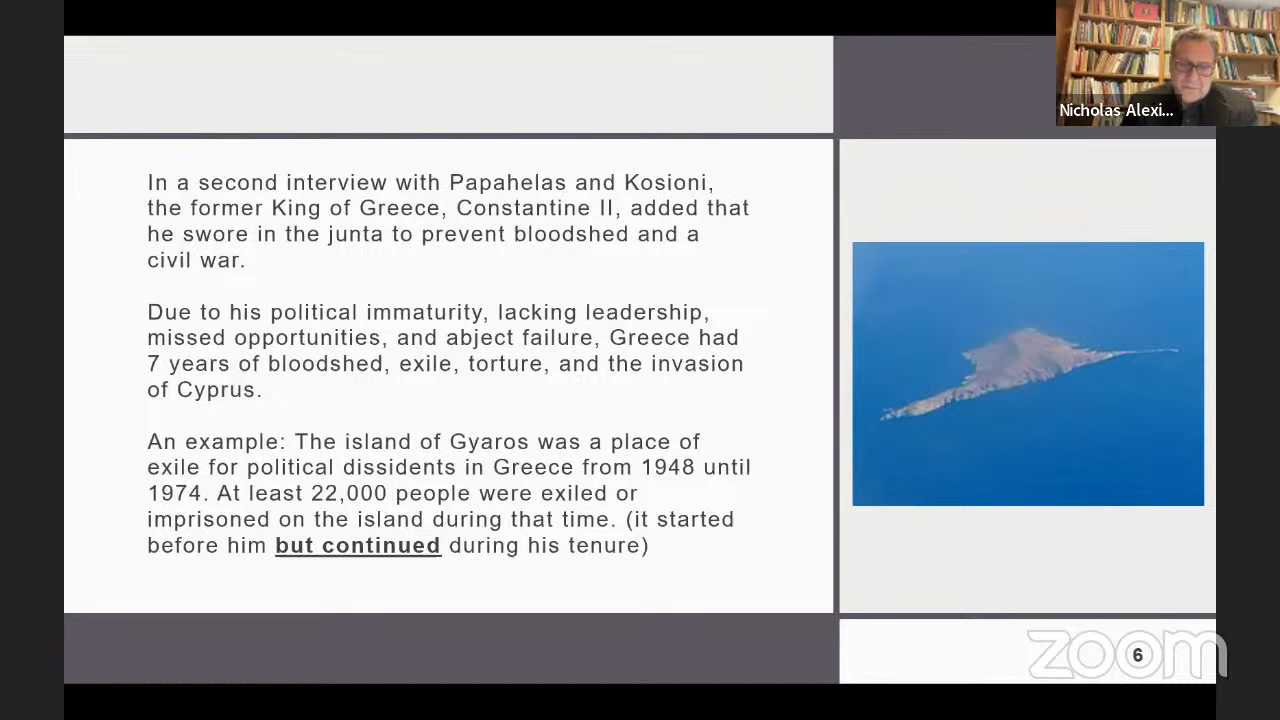 Nicholas Alexi...
In a second interview with Papahelas and Kosioni,
the former King of Greece, Constantine II, added that
he swore in the junta to prevent bloodshed and a
civil war.
Due to his political immaturity, lacking leadership,
missed opportunities, and abject failure, Greece had
7 years of bloodshed, exile, torture, and the invasion
of Cyprus.
An example: The island of Gyaros was a place of
exile for political dissidents in Greece from 1948 until
1974. At least 22,000 people were exiled or
imprisoned on the island during that time. (it started
before him but continued during his tenure)
zoom
6